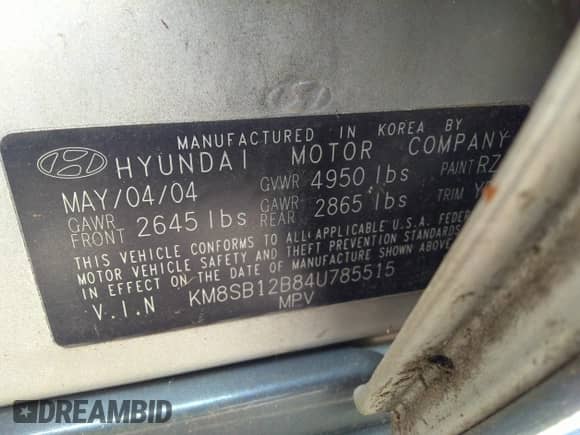 MANUFACTURED IN KOREA BY
HYUNDAI MOTOR COMPANY
MAY/04/04 GVWR 4950 lbs PAINT RZ
GAWR FRONT 2645 lbs GAWR REAR 2865 lbs TRIM
THIS VEHICLE CONFORMS TO ALL APPLICABLE U.S.A. FEDE
MOTOR VEHICLE SAFETY AND THEFT PREVENTION STANDARDS
IN EFFECT ON THE DATE OF MANUFACTURE SHOWN ABOVE
V.I.N KM8SB12B84U785515
MPV
DREAMBID